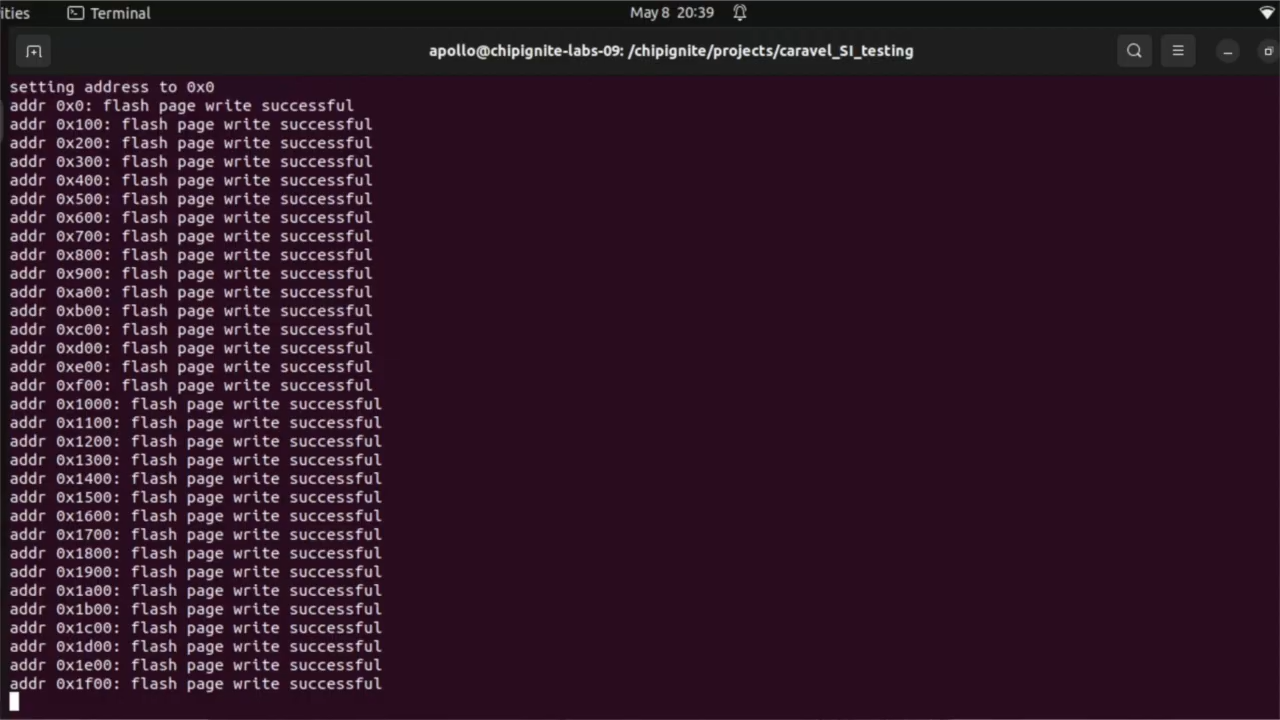 ities Terminal May 8 20:39
apollo@chipignite-labs-09: /chipignite/projects/caravel_SI_testing
setting address to 0x0
addr 0x0: flash page write successful
addr 0x100: flash page write successful
addr 0x200: flash page write successful
addr 0x300: flash page write successful
addr 0x400: flash page write successful
addr 0x500: flash page write successful
addr 0x600: flash page write successful
addr 0x700: flash page write successful
addr 0x800: flash page write successful
addr 0x900: flash page write successful
addr 0xa00: flash page write successful
addr 0xb00: flash page write successful
addr 0xc00: flash page write successful
addr 0xd00: flash page write successful
addr 0xe00: flash page write successful
addr 0xf00: flash page write successful
addr 0x1000: flash page write successful
addr 0x1100: flash page write successful
addr 0x1200: flash page write successful
addr 0x1300: flash page write successful
addr 0x1400: flash page write successful
addr 0x1500: flash page write successful
addr 0x1600: flash page write successful
addr 0x1700: flash page write successful
addr 0x1800: flash page write successful
addr 0x1900: flash page write successful
addr 0x1a00: flash page write successful
addr 0x1b00: flash page write successful
addr 0x1c00: flash page write successful
addr 0x1d00: flash page write successful
addr 0x1e00: flash page write successful
addr 0x1f00: flash page write successful